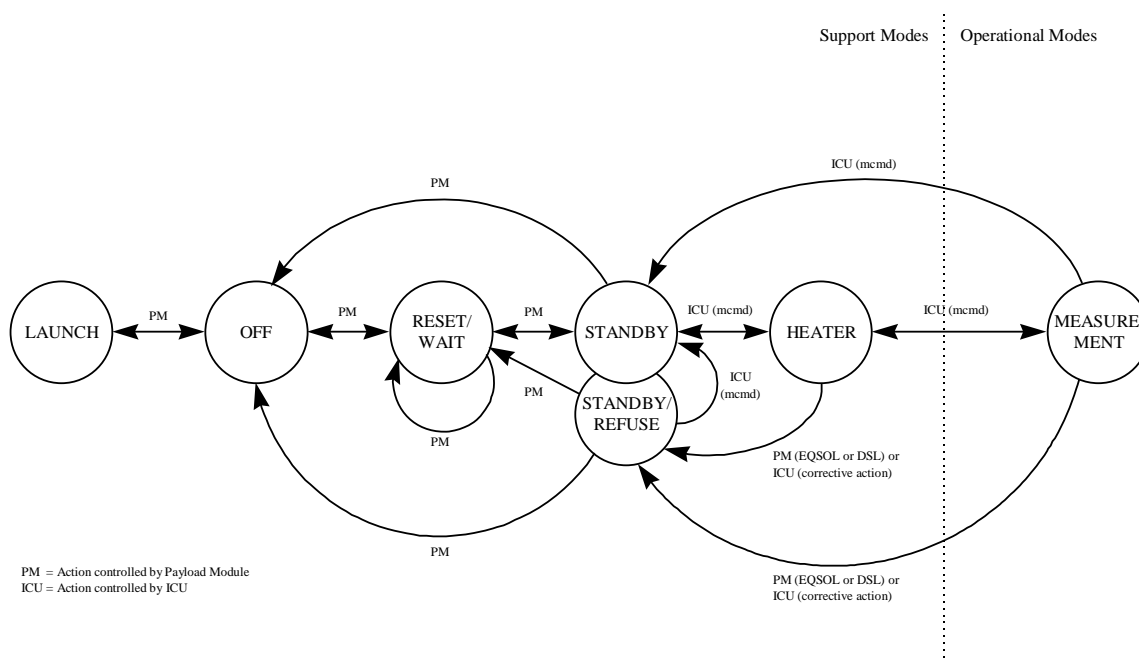 Support Modes
Operational Modes
ICU (mcmd)
PM
LAUNCH
PM
OFF
PM
RESET/
WAIT
PM
STANDBY
ICU (mcmd)
HEATER
ICU (mcmd)
MEASURE
MENT
PM
PM
STANDBY/
REFUSE
ICU
(mcmd)
PM (EQSOL or DSL) or
ICU (corrective action)
PM
PM (EQSOL or DSL) or
ICU (corrective action)
PM = Action controlled by Payload Module
ICU = Action controlled by ICU